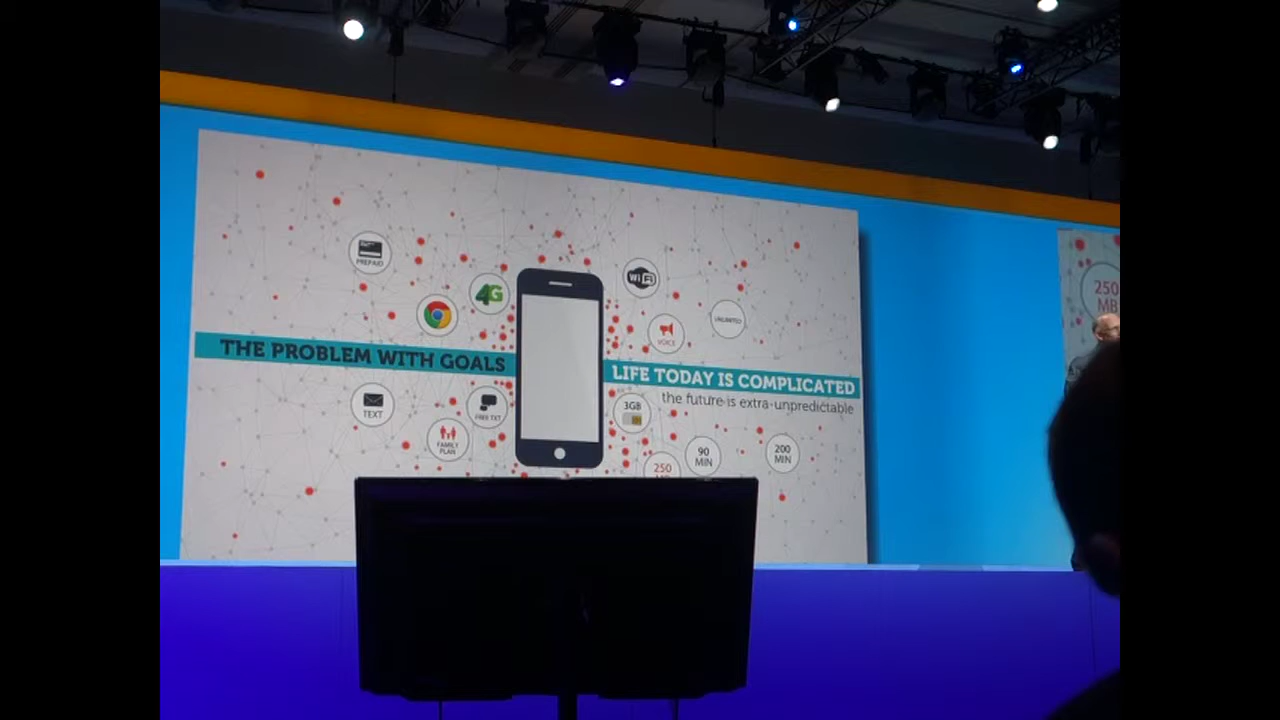 PREPAID
4G
WiFi
UNLIMITED
VOICE
250
MB
THE PROBLEM WITH GOALS
LIFE TODAY IS COMPLICATED
the future is extra-unpredictable
TEXT
FREE TXT
3GB
FAMILY
PLAN
90
MIN
200
MIN
250